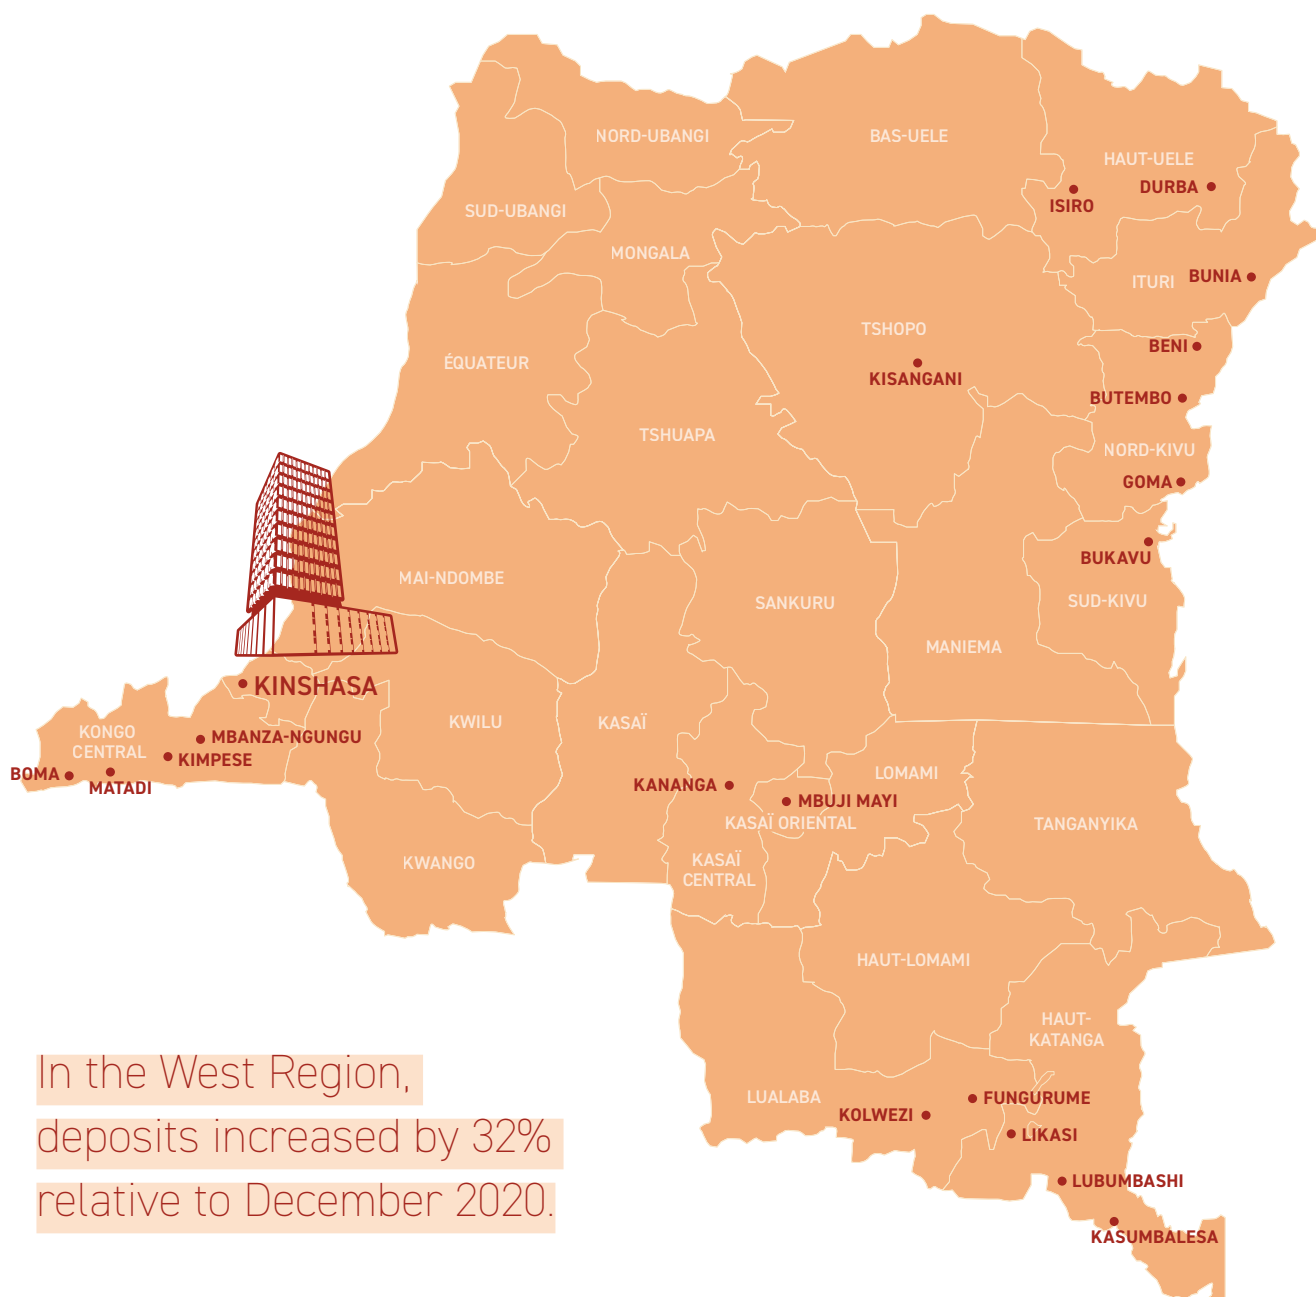 NORD-UBANGI
BAS-UELE
HAUT-UELE
DURBA
ISIRO
SUD-UBANGI
MONGALA
ITURI
BUNIA
TSHOPO
BENI
ÉQUATEUR
KISANGANI
BUTEMBO
TSHUAPA
NORD-KIVU
GOMA
BUKAVU
MAI-NDOMBE
SANKURU
SUD-KIVU
MANIEMA
KINSHASA
KWILU
KASAÏ
KONGO
CENTRAL
MBANZA-NGUNGU
KIMPESE
BOMA
MATADI
LOMAMI
KANANGA
MBUJI MAYI
KASAÏ ORIENTAL
TANGANYIKA
KWANGO
KASAÏ
CENTRAL
HAUT-LOMAMI
HAUT-
KATANGA
LUALABA
FUNGURUME
KOLWEZI
LIKASI
LUBUMBASHI
KASUMBALESA
In the West Region,
deposits increased by 32%
relative to December 2020.